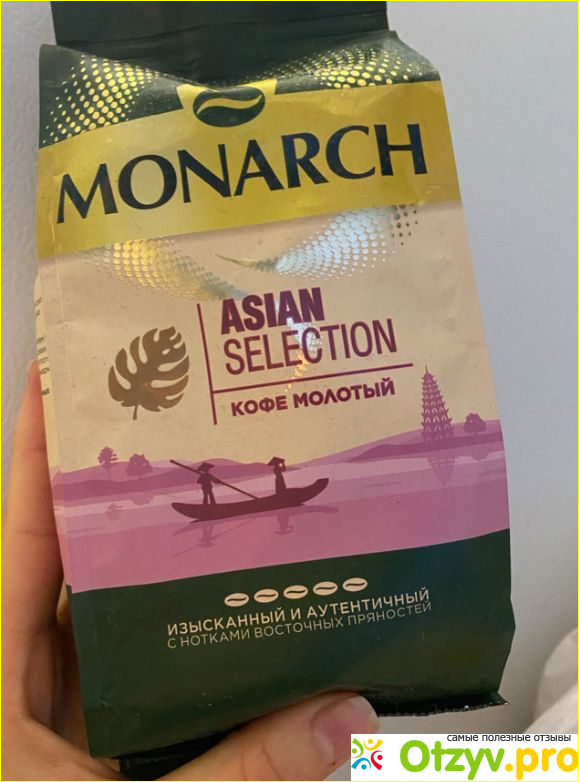 MONARCH
ASIAN
SELECTION
КОФЕ МОЛОТЫЙ
ИЗЫСКАННЫЙ И АУТЕНТИЧНЫЙ
С НОТКАМИ ВОСТОЧНЫХ ПРЯНОСТЕЙ
самые полезные отзывы
Otzyv.pro